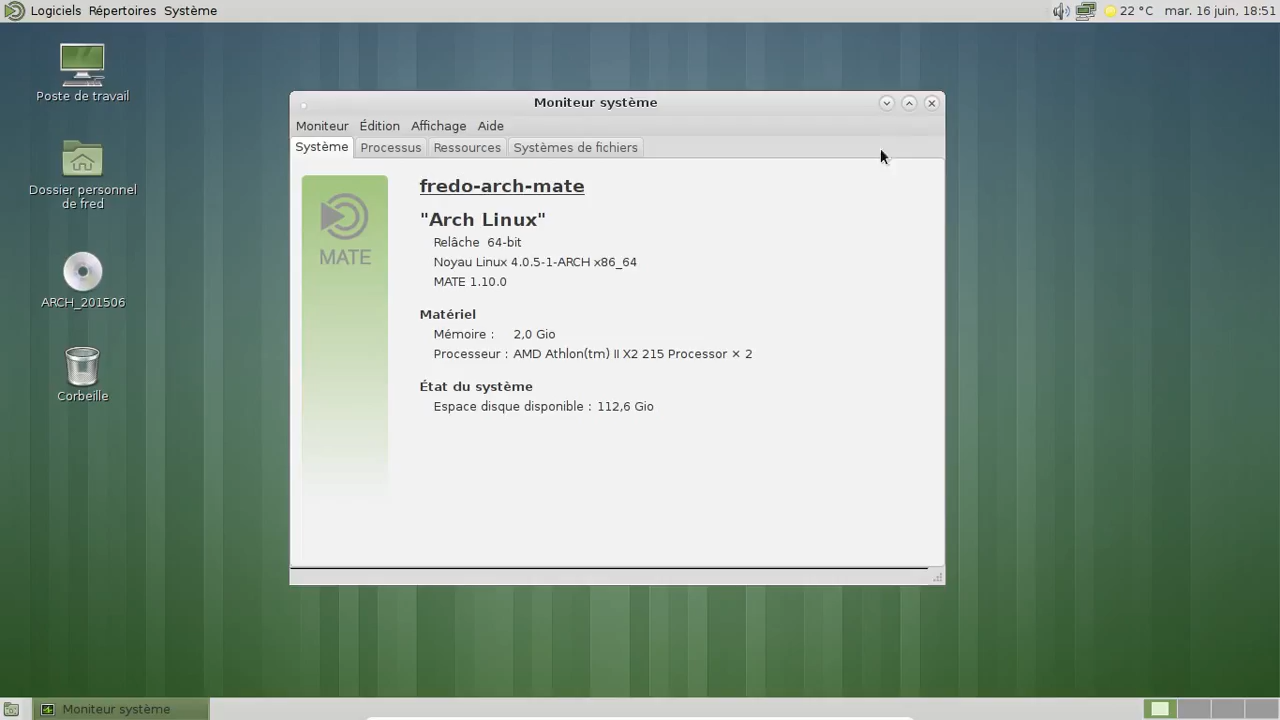 Logiciels Répertoires Système
22 °C mar. 16 juin, 18:51
Poste de travail
Dossier personnel
de fred
ARCH_201506
Corbeille
Moniteur système
Moniteur Édition Affichage Aide
Système Processus Ressources Systèmes de fichiers
MATE
fredo-arch-mate
"Arch Linux"
Relâche 64-bit
Noyau Linux 4.0.5-1-ARCH x86_64
MATE 1.10.0
Matériel
Mémoire : 2,0 Gio
Processeur : AMD Athlon(tm) II X2 215 Processor × 2
État du système
Espace disque disponible : 112,6 Gio
Moniteur système